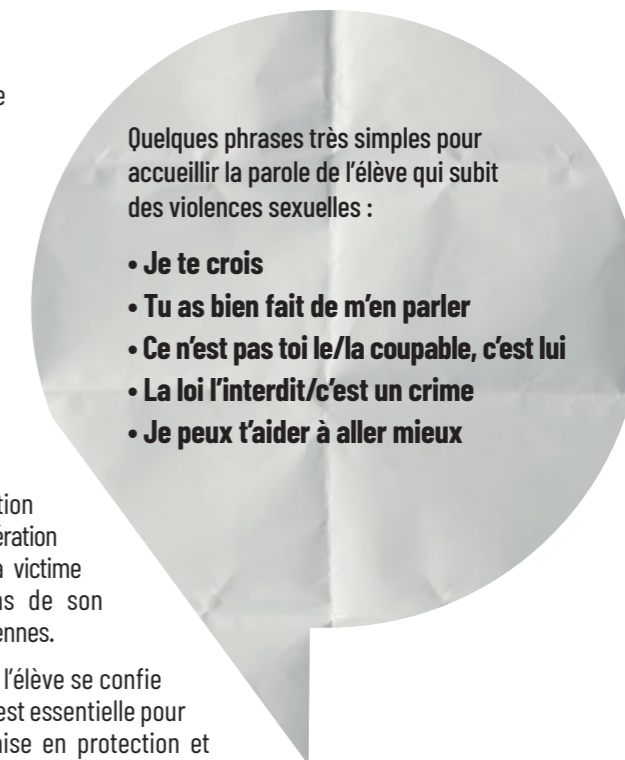 e
Quelques phrases très simples pour
accueillir la parole de l'élève qui subit
des violences sexuelles :
• Je te crois
• Tu as bien fait de m'en parler
• Ce n'est pas toi le/la coupable, c'est lui
• La loi l'interdit/c'est un crime
• Je peux t'aider à aller mieux
tion
ération
a victime
ns de son
ennes.
l'élève se confie
est essentielle pour
nise en protection et